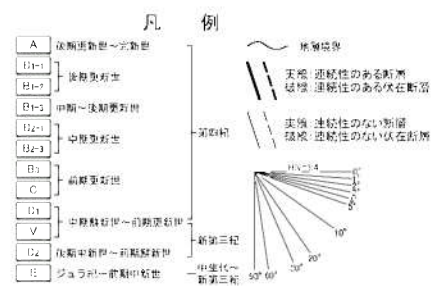 凡 例
A 後期更新世～完新世
B₁₋₁
後期更新世
B₁₋₂
B₁₋₃ 中期～後期更新世
B₂₋₁
中期更新世
B₂₋₃
B₃
前期更新世
C
D₁
中期鮮新世～前期更新世
V
D₂ 後期中新世～前期鮮新世
ジュラ紀～前期中新世
第四紀
新第三紀
中生代～
新第三紀
地層境界
実線：連続性のある断層
破線：連続性のある伏在断層
実線：連続性のない断層
破線：連続性のない伏在断層
10°
20°
30°
60°